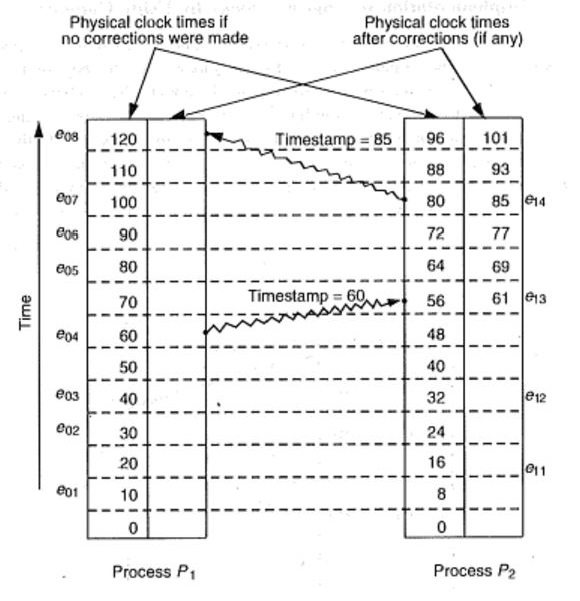 Physical clock times if
no corrections were made
Physical clock times
after corrections (if any)
e08 120 Timestamp = 85 96 101
110 88 93
e07 100 80 85 e14
e06 90 72 77
e05 80 64 69
70 Timestamp = 60 56 61 e13
e04 60 48
50 40
e03 40 32 e12
e02 30 24
20 16 e11
e01 10 8
0 0
Time
Process P1
Process P2